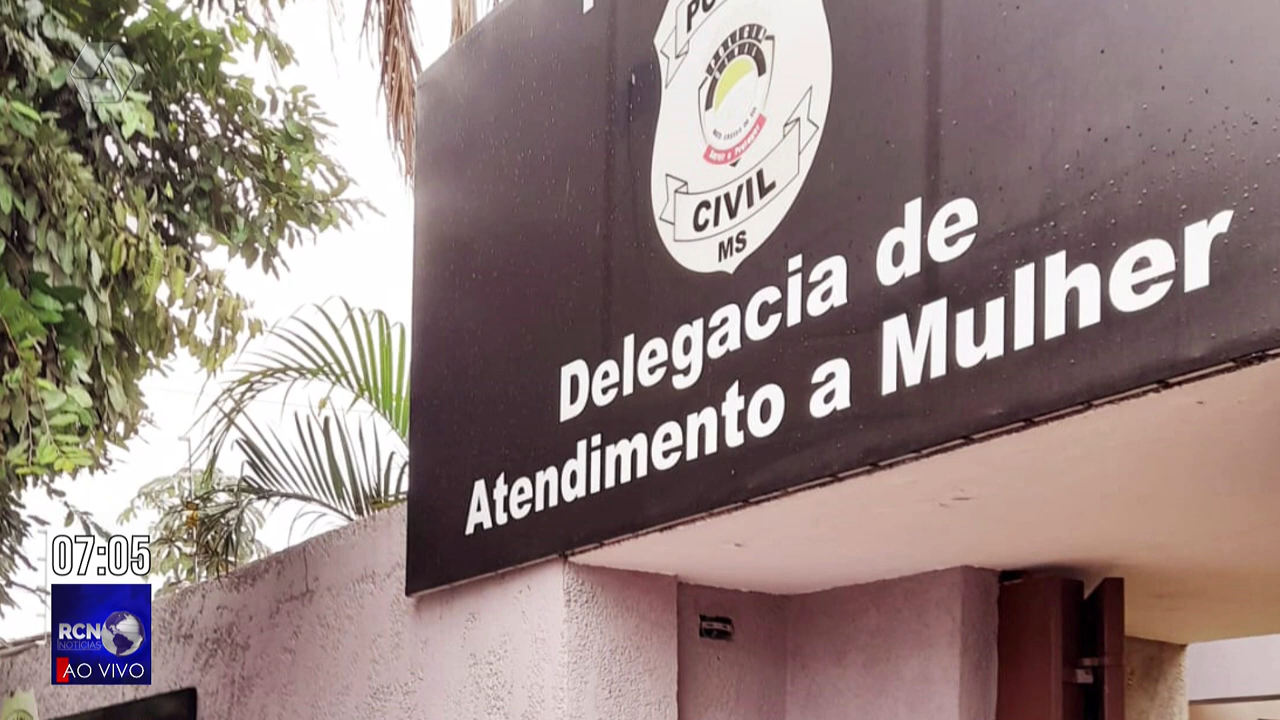 CIVIL
MS
Delegacia de
Atendimento a Mulher
07:05
RCN
NOTÍCIAS
AO VIVO